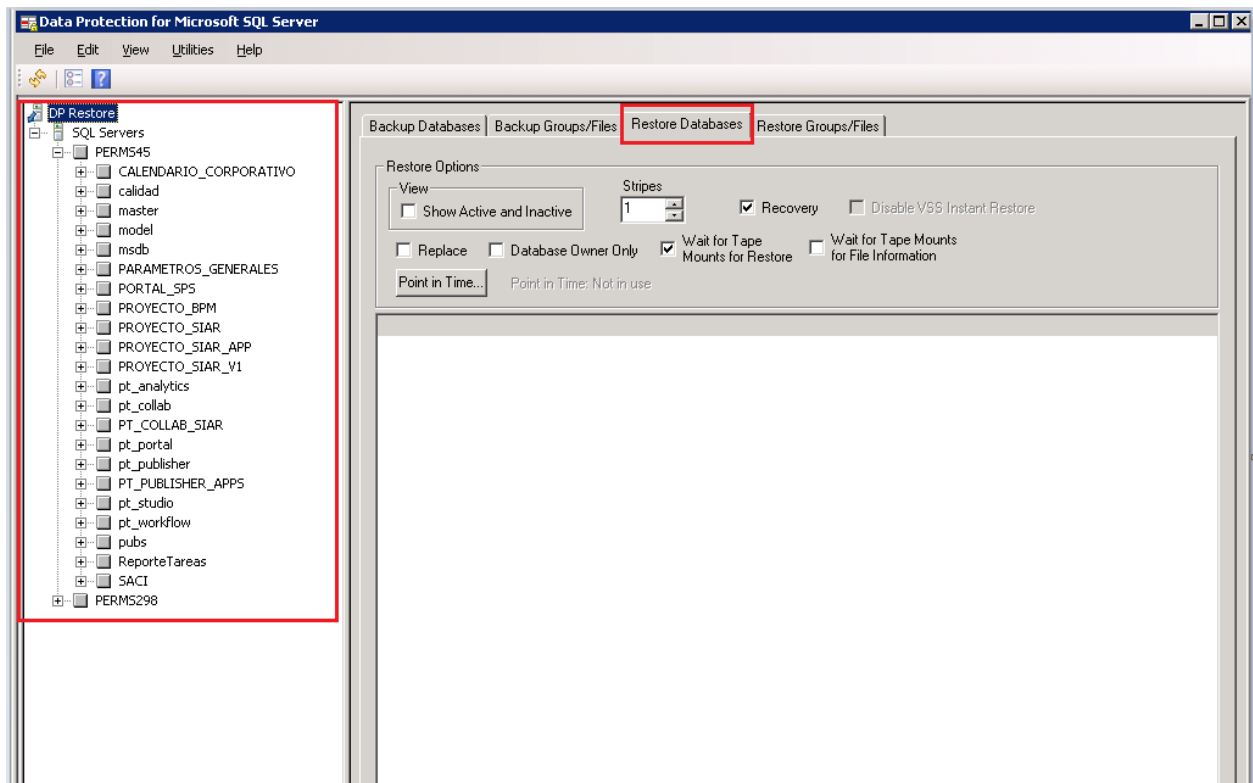 Data Protection for Microsoft SQL Server
File Edit View Utilities Help
DP Restore
SQL Servers
PERMS45
CALENDARIO_CORPORATIVO
calidad
master
model
msdb
PARAMETROS_GENERALES
PORTAL_SPS
PROYECTO_BPM
PROYECTO_SIAR
PROYECTO_SIAR_APP
PROYECTO_SIAR_V1
pt_analytics
pt_collab
PT_COLLAB_SIAR
pt_portal
pt_publisher
PT_PUBLISHER_APPS
pt_studio
pt_workflow
pubs
ReporteTareas
SACI
PERMS298
Backup Databases Backup Groups/Files Restore Databases Restore Groups/Files
Restore Options
View
Show Active and Inactive
Stripes
1
Recovery
Disable VSS Instant Restore
Replace
Database Owner Only
Wait for Tape
Mounts for Restore
Wait for Tape Mounts
for File Information
Point in Time...
Point in Time: Not in use